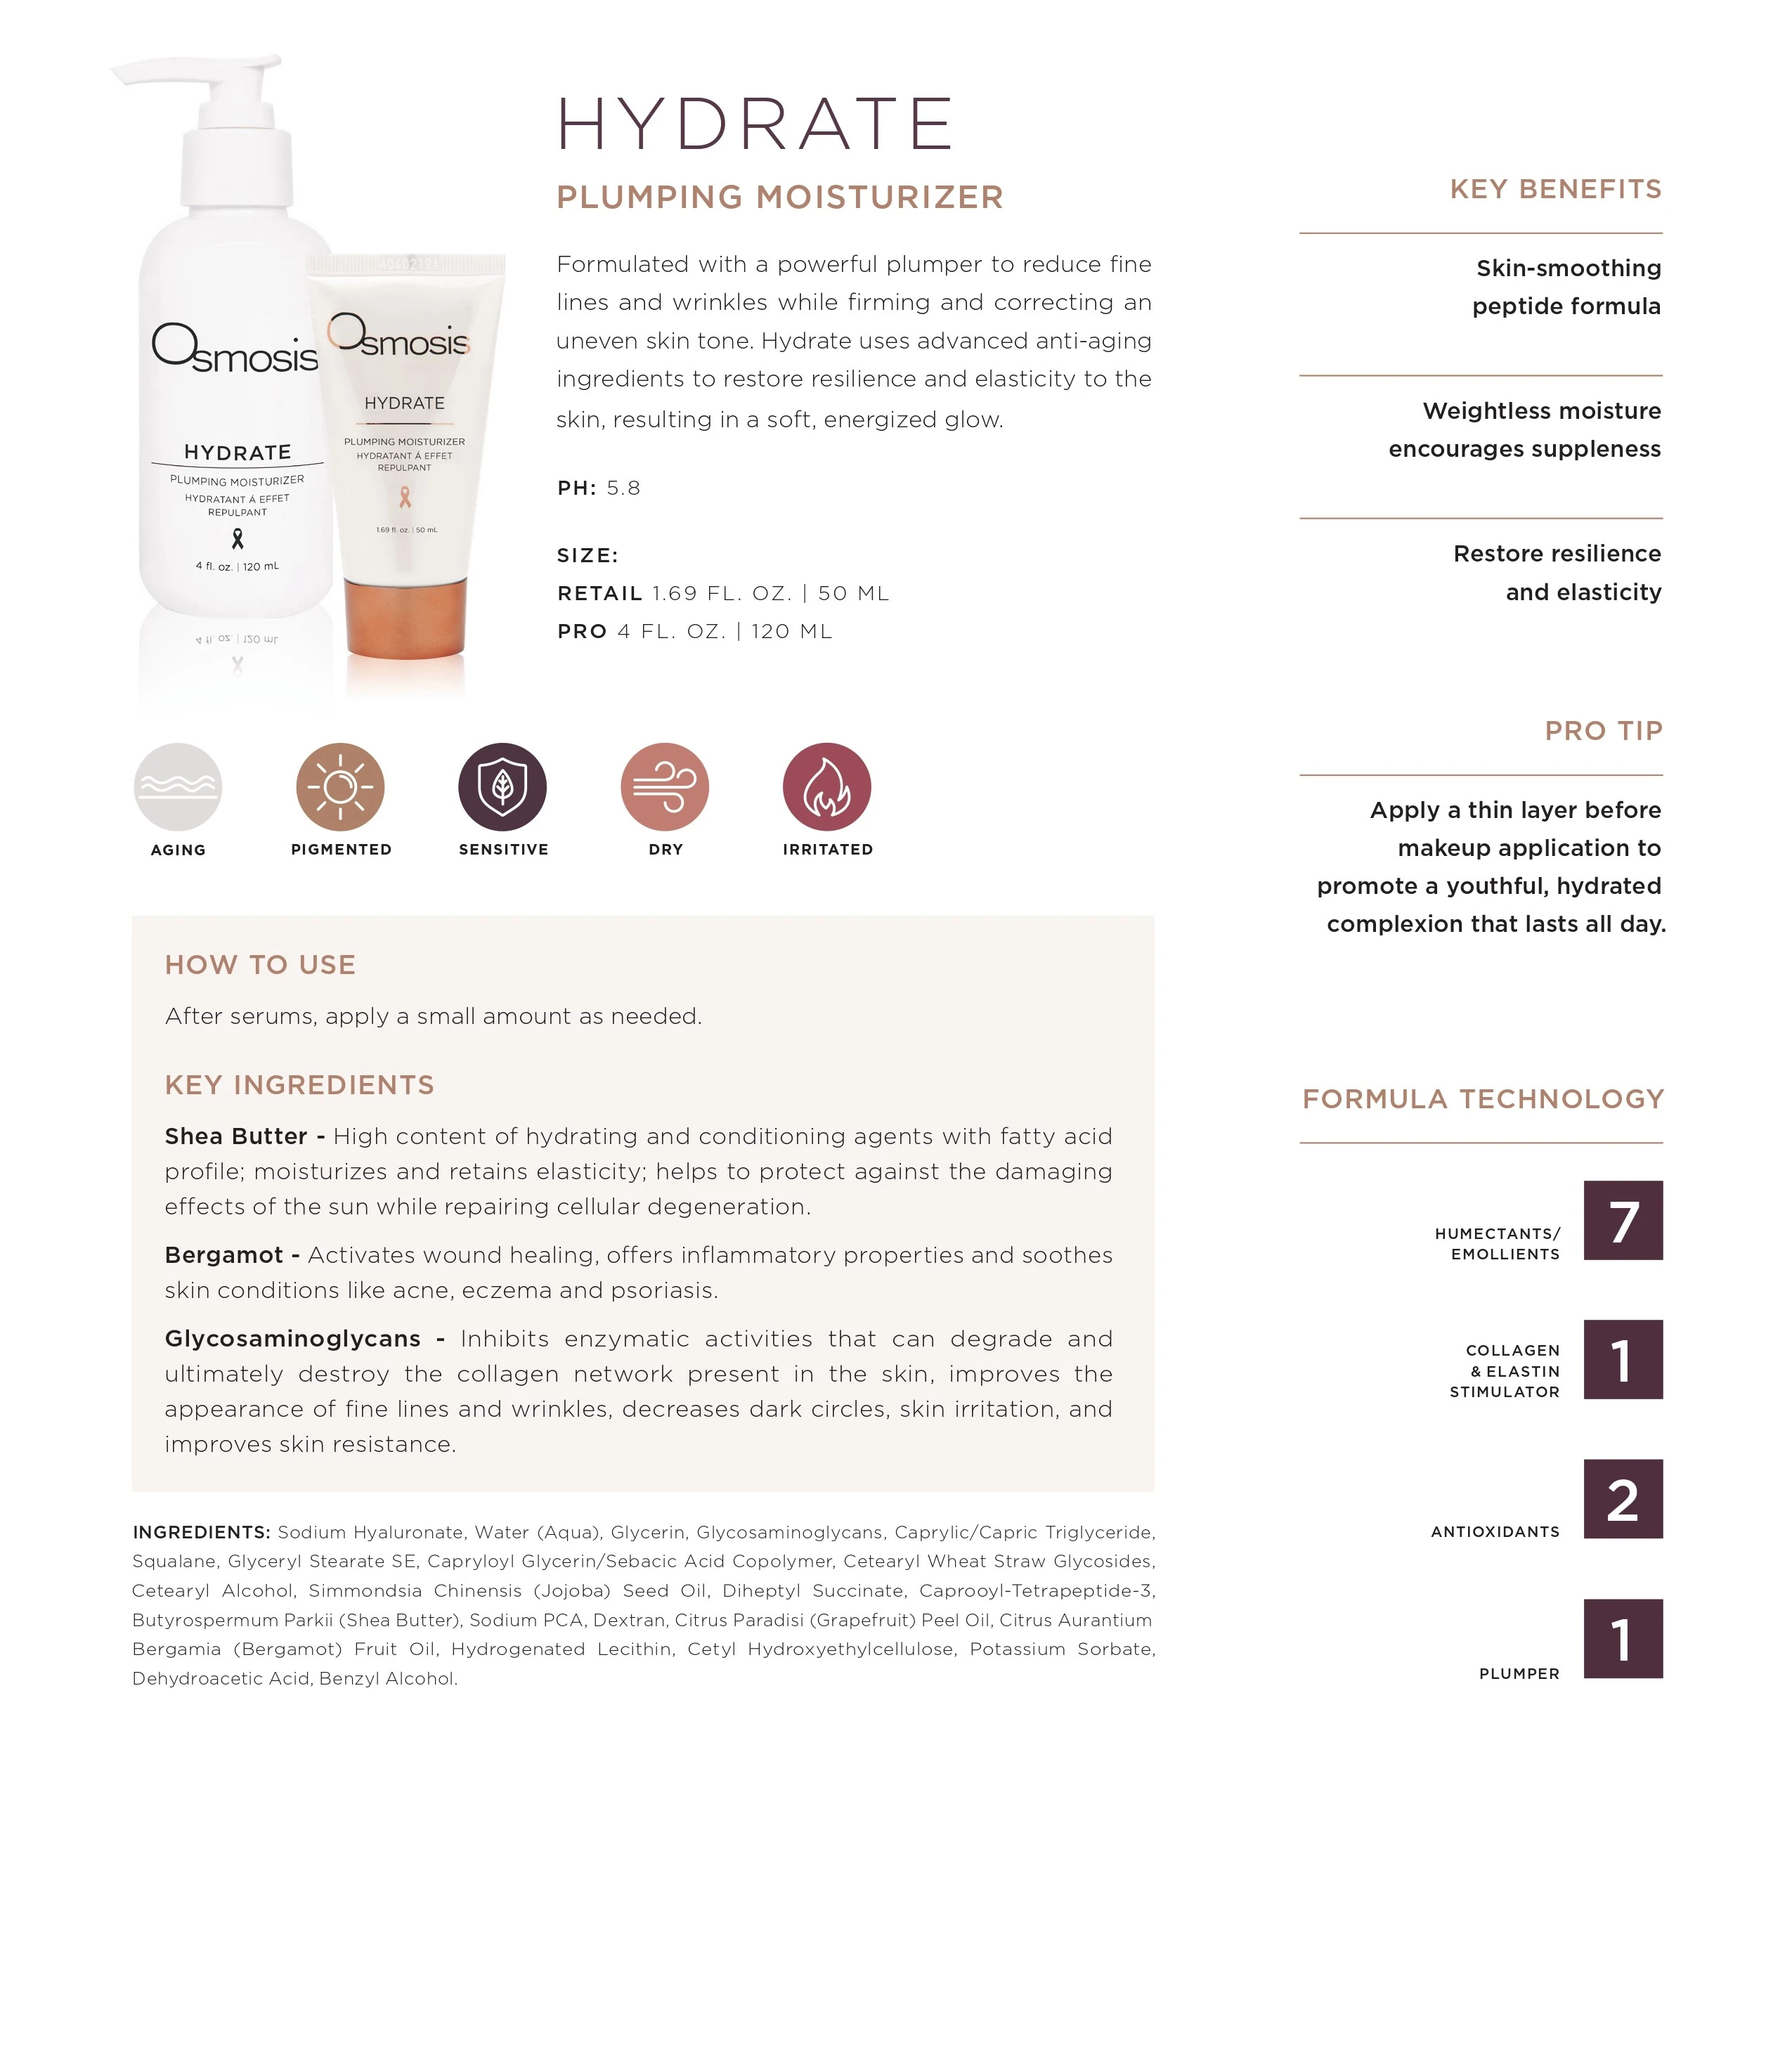 Osmosis
HYDRATE
PLUMPING MOISTURIZER
HYDRATANT Á EFFET
REPULPANT
4 fl. oz. | 120 mL
Osmosis
HYDRATE
PLUMPING MOISTURIZER
HYDRATANT Á EFFET
REPULPANT
1.69 fl. oz. | 50 mL
HYDRATE
PLUMPING MOISTURIZER
Formulated with a powerful plumper to reduce fine
lines and wrinkles while firming and correcting an
uneven skin tone. Hydrate uses advanced anti-aging
ingredients to restore resilience and elasticity to the
skin, resulting in a soft, energized glow.
PH: 5.8
SIZE:
RETAIL 1.69 FL. OZ. | 50 ML
PRO 4 FL. OZ. | 120 ML
AGING
PIGMENTED
SENSITIVE
DRY
IRRITATED
HOW TO USE
After serums, apply a small amount as needed.
KEY INGREDIENTS
Shea Butter - High content of hydrating and conditioning agents with fatty acid
profile; moisturizes and retains elasticity; helps to protect against the damaging
effects of the sun while repairing cellular degeneration.
Bergamot - Activates wound healing, offers inflammatory properties and soothes
skin conditions like acne, eczema and psoriasis.
Glycosaminoglycans - Inhibits enzymatic activities that can degrade and
ultimately destroy the collagen network present in the skin, improves the
appearance of fine lines and wrinkles, decreases dark circles, skin irritation, and
improves skin resistance.
INGREDIENTS: Sodium Hyaluronate, Water (Aqua), Glycerin, Glycosaminoglycans, Caprylic/Capric Triglyceride,
Squalane, Glyceryl Stearate SE, Capryloyl Glycerin/Sebacic Acid Copolymer, Cetearyl Wheat Straw Glycosides,
Cetearyl Alcohol, Simmondsia Chinensis (Jojoba) Seed Oil, Diheptyl Succinate, Caprooyl-Tetrapeptide-3,
Butyrospermum Parkii (Shea Butter), Sodium PCA, Dextran, Citrus Paradisi (Grapefruit) Peel Oil, Citrus Aurantium
Bergamia (Bergamot) Fruit Oil, Hydrogenated Lecithin, Cetyl Hydroxyethylcellulose, Potassium Sorbate,
Dehydroacetic Acid, Benzyl Alcohol.
KEY BENEFITS
Skin-smoothing
peptide formula
Weightless moisture
encourages suppleness
Restore resilience
and elasticity
PRO TIP
Apply a thin layer before
makeup application to
promote a youthful, hydrated
complexion that lasts all day.
FORMULA TECHNOLOGY
HUMECTANTS/
EMOLLIENTS
7
COLLAGEN
& ELASTIN
STIMULATOR
1
ANTIOXIDANTS
2
PLUMPER
1